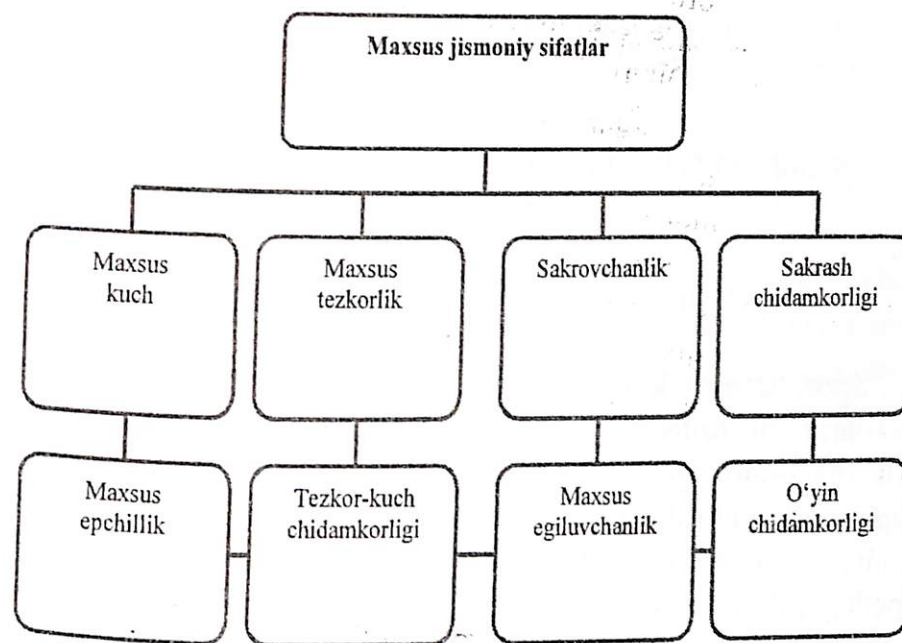 Maxsus jismoniy sifatlar
Maxsus
kuch
Maxsus
tezkorlik
Sakrovchanlik
Sakrash
chidamkorligi
Maxsus
epchillik
Tezkor-kuch
chidamkorligi
Maxsus
egiluvchanlik
O‘yin
chidamkorligi